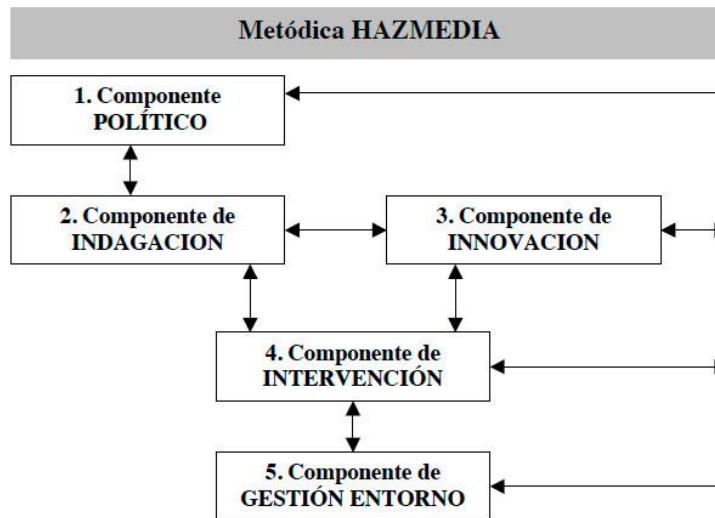 Metódica HAZMEDIA
1. Componente
POLÍTICO
2. Componente de
INDAGACION
3. Componente de
INNOVACION
4. Componente de
INTERVENCIÓN
5. Componente de
GESTIÓN ENTORNO